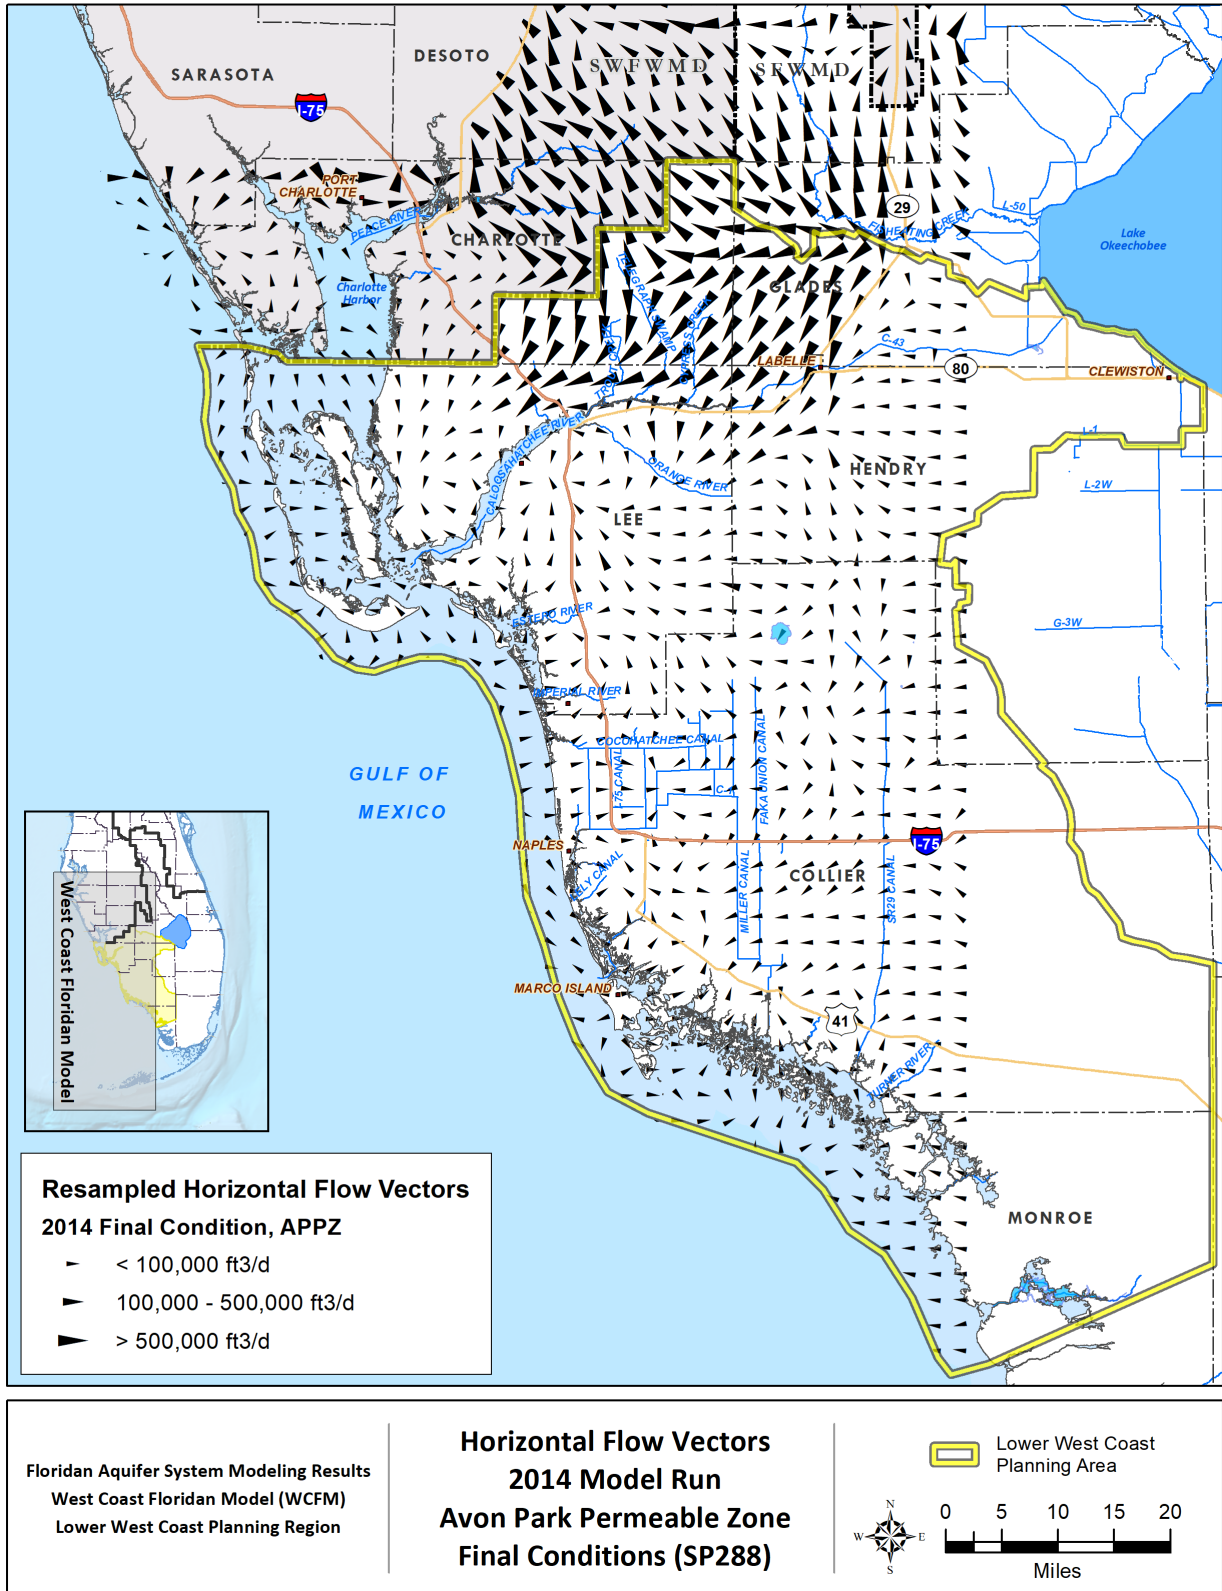 DESOTO
SARASOTA
SWFWMD
SFWMD
I-75
PORT
CHARLOTTE
29
L-50
PEACE RIVER
FISHEATING CREEK
CHARLOTTE
Lake
Okeechobee
TELEGRAPH SWAMP
Charlotte
Harbor
GLADES
CYPRESS CREEK
TROUT CREEK
C-43
LABELLE
80
CLEWISTON
L-1
CALOOSAHATCHEE RIVER
ORANGE RIVER
HENDRY
L-2W
LEE
ESTERO RIVER
G-3W
IMPERIAL RIVER
COCOHATCHEE CANAL
GULF OF
MEXICO
I-75 CANAL
C-1
FAKA UNION CANAL
I-75
NAPLES
COLLIER
MILLER CANAL
SR29 CANAL
West Coast Floridan Model
MARCO ISLAND
41
TURNER RIVER
MONROE
Resampled Horizontal Flow Vectors
2014 Final Condition, APPZ
< 100,000 ft3/d
100,000 - 500,000 ft3/d
> 500,000 ft3/d
Floridan Aquifer System Modeling Results
West Coast Floridan Model (WCFM)
Lower West Coast Planning Region
Horizontal Flow Vectors
2014 Model Run
Avon Park Permeable Zone
Final Conditions (SP288)
Lower West Coast
Planning Area
N
W E
S
0 5 10 15 20
Miles